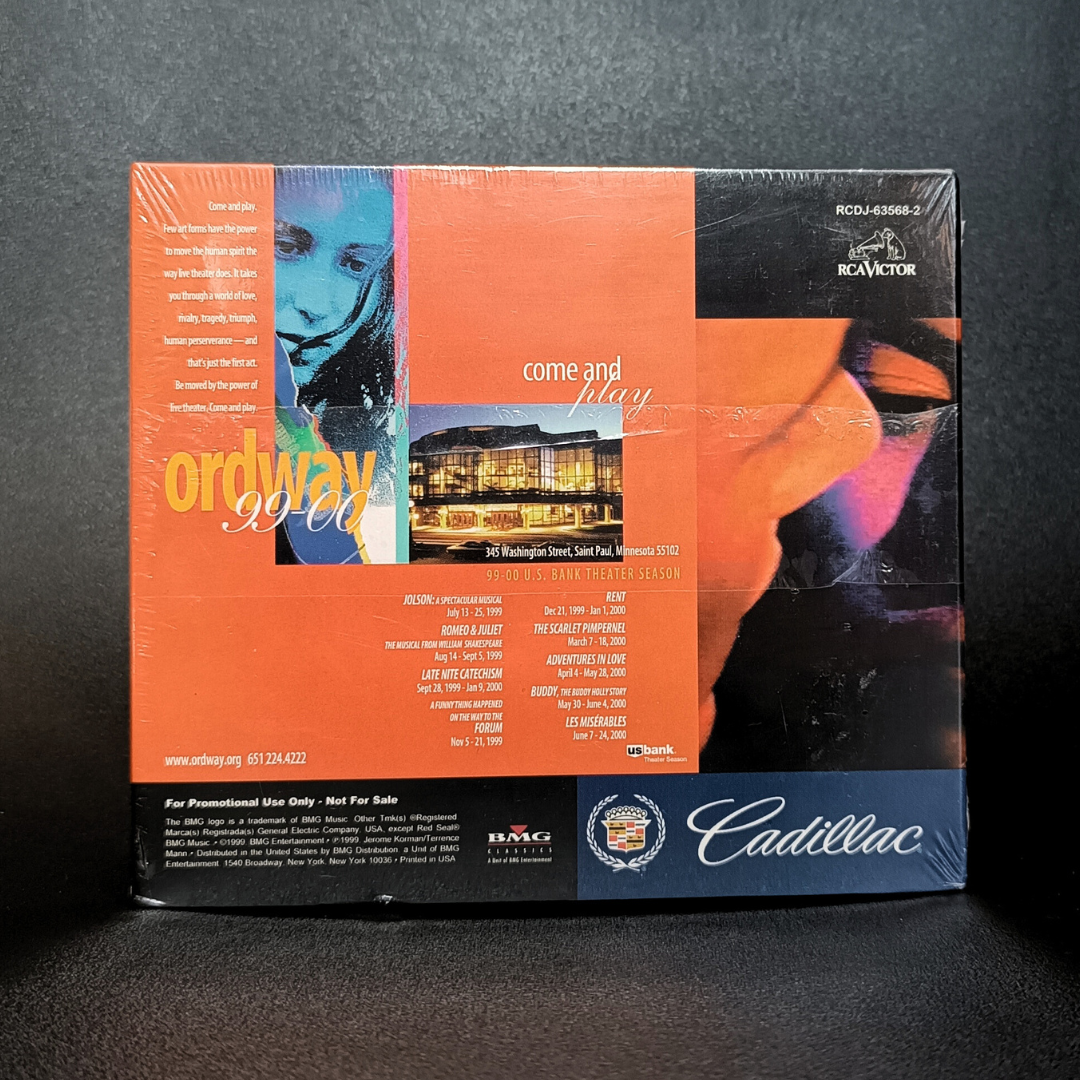 Come and play.
Few art forms have the power
to move the human spirit the
way live theater does. It takes
you through a world of love,
rivalry, tragedy, triumph,
human perserverance — and
that's just the first act.
Be moved by the power of
live theater. Come and play.
ordway
99-00
come and
play
345 Washington Street, Saint Paul, Minnesota 55102
99-00 U.S. BANK THEATER SEASON
JOLSON: A SPECTACULAR MUSICAL
July 13 - 25, 1999
ROMEO & JULIET
THE MUSICAL FROM WILLIAM SHAKESPEARE
Aug 14 - Sept 5, 1999
LATE NITE CATECHISM
Sept 28, 1999 - Jan 9, 2000
A FUNNY THING HAPPENED
ON THE WAY TO THE
FORUM
Nov 5 - 21, 1999
RENT
Dec 21, 1999 - Jan 1, 2000
THE SCARLET PIMPERNEL
March 7 - 18, 2000
ADVENTURES IN LOVE
April 4 - May 28, 2000
BUDDY, THE BUDDY HOLLY STORY
May 30 - June 4, 2000
LES MISÉRABLES
June 7 - 24, 2000
usbank.
Theater Season
www.ordway.org 651 224.4222
RCDJ-63568-2
RCA VICTOR
For Promotional Use Only - Not For Sale
The BMG logo is a trademark of BMG Music. Other Tmk(s) ®Registered
Marca(s) Registrada(s) General Electric Company, USA, except Red Seal®
BMG Music • ©1999, BMG Entertainment • ℗1999, Jerome Korman/Terrence
Mann • Distributed in the United States by BMG Distribution, a Unit of BMG
Entertainment, 1540 Broadway, New York, New York 10036 • Printed in USA
BMG
CLASSICS
A Unit of BMG Entertainment
Cadillac